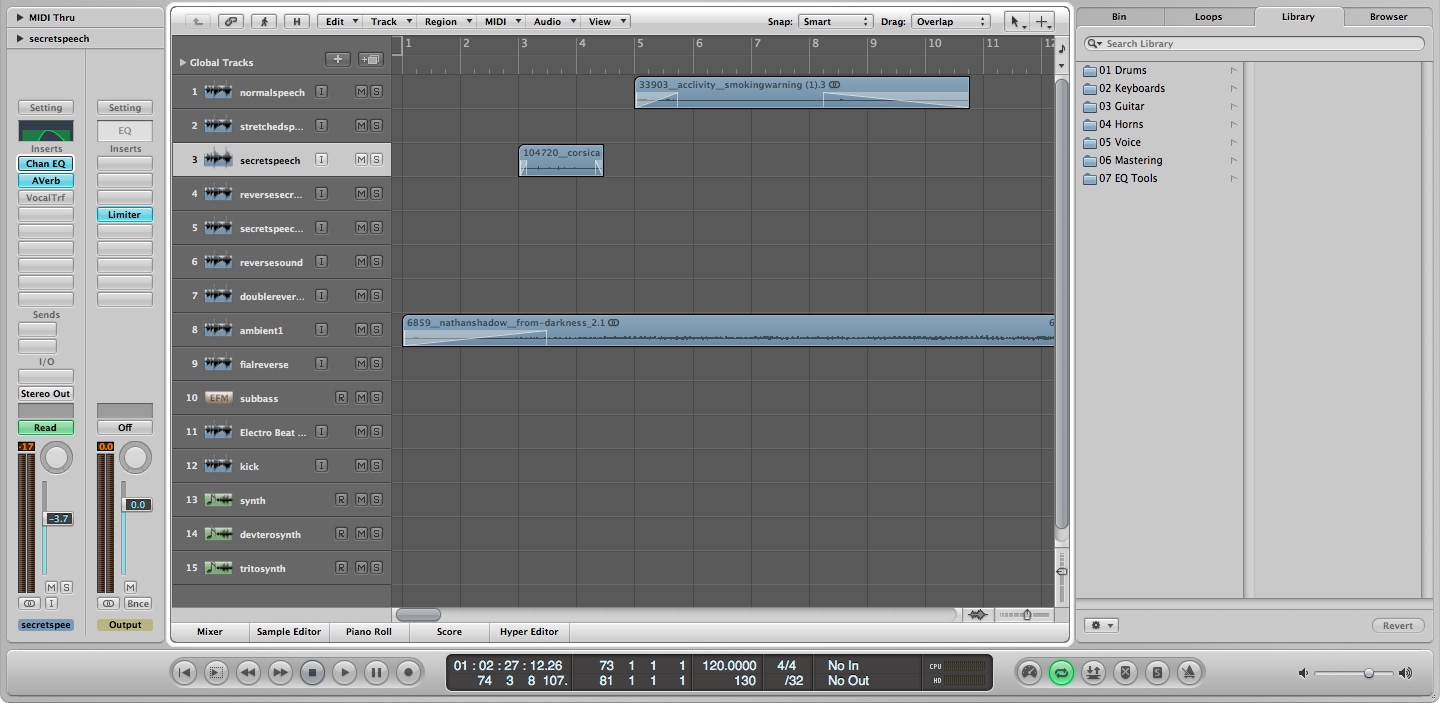 MIDI Thru
secretspeech
Setting
Setting
EQ
Inserts
Inserts
Chan EQ
AVerb
VocalTrf
Limiter
Sends
I/O
Stereo Out
Read
Off
-17
0.0
-3.7
0.0
M S
M
I
Bnce
secretspee
Output
H
Edit Track Region MIDI Audio View
Snap: Smart Drag: Overlap
Global Tracks
1 2 3 4 5 6 7 8 9 10 11 12
1 normalspeech I M S
33903__acclivity__smokingwarning (1).3
2 stretchedsp... I M S
3 secretspeech I M S
104720__corsica
4 reversesecr... I M S
5 secretspeec... I M S
6 reversesound I M S
7 doublerever... I M S
8 ambient1 I M S
6859__nathanshadow__from-darkness_2.1
6
9 fialreverse I M S
10 EFM subbass R M S
11 Electro Beat ... I M S
12 kick I M S
13 synth R M S
14 devterosynth R M S
15 tritosynth R M S
Mixer Sample Editor Piano Roll Score Hyper Editor
Bin Loops Library Browser
Search Library
01 Drums
02 Keyboards
03 Guitar
04 Horns
05 Voice
06 Mastering
07 EQ Tools
Revert
01 : 02 : 27 : 12.26 73 1 1 1 120.0000 4/4 No In CPU
74 3 8 107. 81 1 1 1 130 /32 No Out HD
S